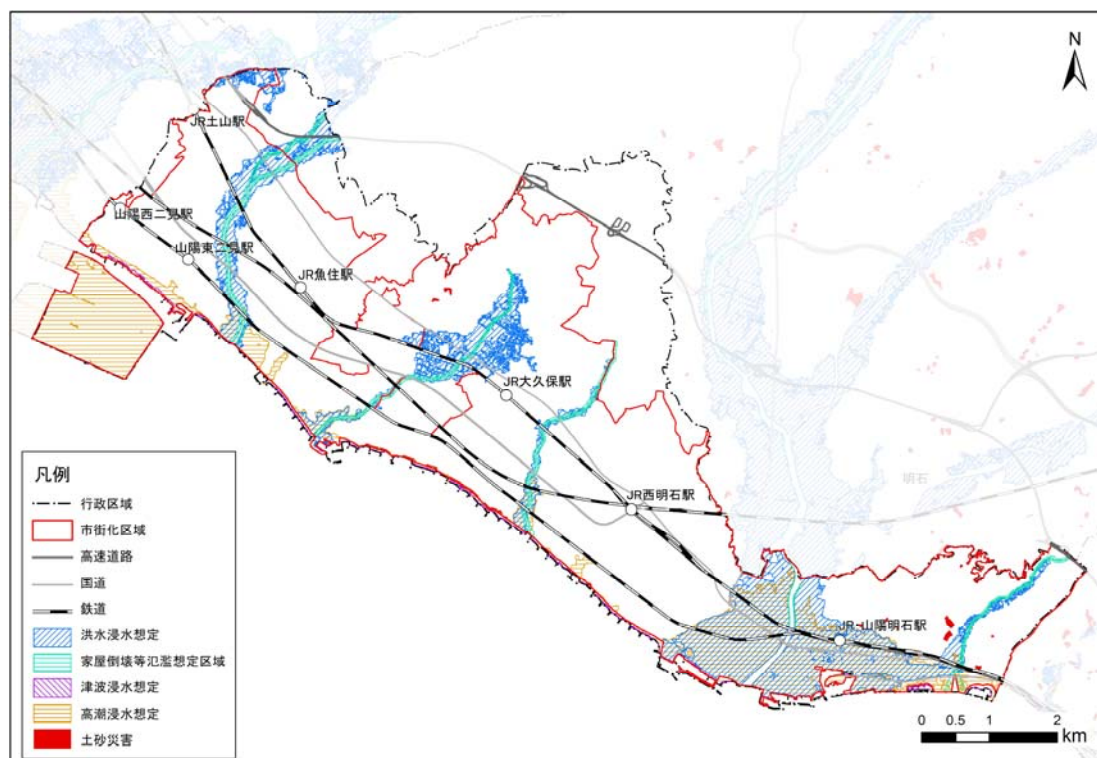 N
JR土山駅
山陽西二見駅
山陽東二見駅
JR魚住駅
JR大久保駅
明石
JR西明石駅
JR・山陽明石駅
凡例
行政区域
市街化区域
高速道路
国道
鉄道
洪水浸水想定
家屋倒壊等氾濫想定区域
津波浸水想定
高潮浸水想定
土砂災害
0 0.5 1 2
km